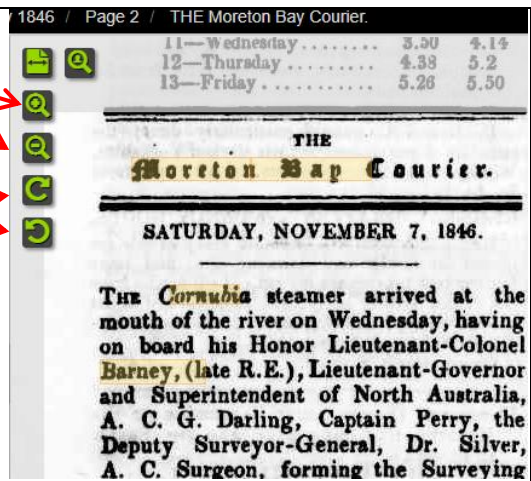 1846 / Page 2 / THE Moreton Bay Courier.
11—Wednesday ........ 3.50 4.14
12—Thursday ......... 4.38 5.2
13—Friday ........... 5.26 5.50
THE
Moreton Bay Courier.
SATURDAY, NOVEMBER 7, 1846.
THE Cornubia steamer arrived at the
mouth of the river on Wednesday, having
on board his Honor Lieutenant-Colonel
Barney, (late R.E.), Lieutenant-Governor
and Superintendent of North Australia,
A. C. G. Darling, Captain Perry, the
Deputy Surveyor-General, Dr. Silver,
A. C. Surgeon, forming the Surveying